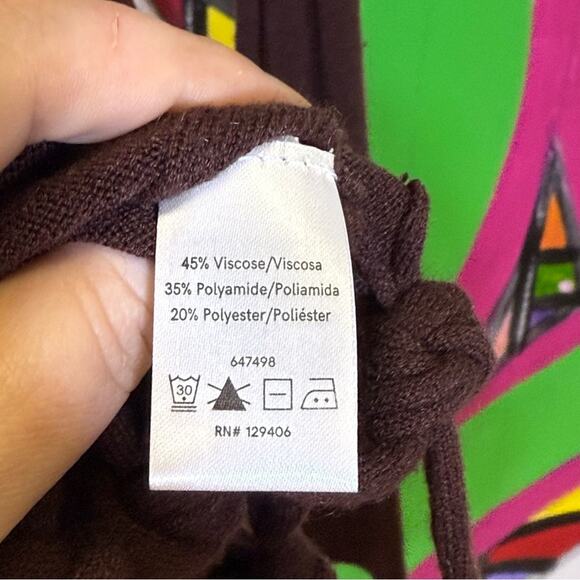 45% Viscose/Viscosa
35% Polyamide/Poliamida
20% Polyester/Poliéster
647498
30
RN# 129406